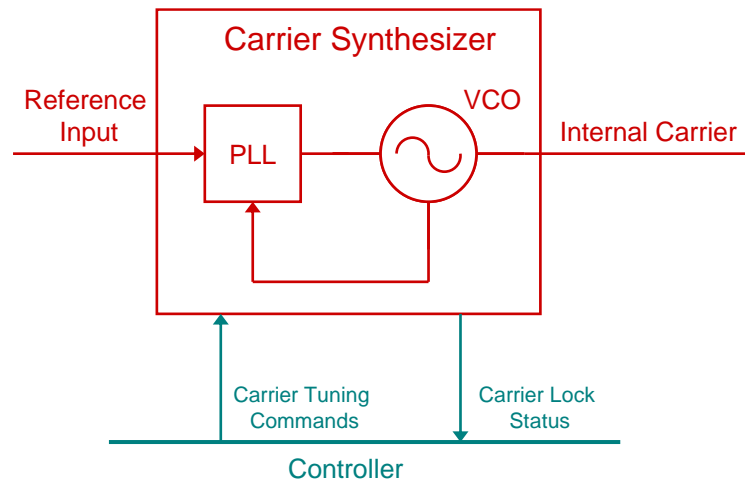 Carrier Synthesizer
Reference
Input
VCO
PLL
Internal Carrier
Carrier Tuning
Commands
Carrier Lock
Status
Controller